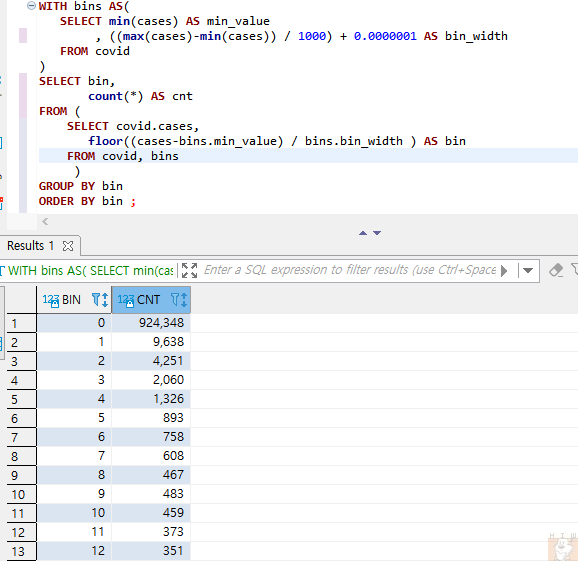 WITH bins AS(
SELECT min(cases) AS min_value
, ((max(cases)-min(cases)) / 1000) + 0.0000001 AS bin_width
FROM covid
)
SELECT bin,
count(*) AS cnt
FROM (
SELECT covid.cases,
floor((cases-bins.min_value) / bins.bin_width ) AS bin
FROM covid, bins
)
GROUP BY bin
ORDER BY bin ;
Results 1
WITH bins AS( SELECT min(cas Enter a SQL expression to filter results (use Ctrl+Space
123 BIN 123 CNT
1 0 924,348
2 1 9,638
3 2 4,251
4 3 2,060
5 4 1,326
6 5 893
7 6 758
8 7 608
9 8 467
10 9 483
11 10 459
12 11 373
13 12 351